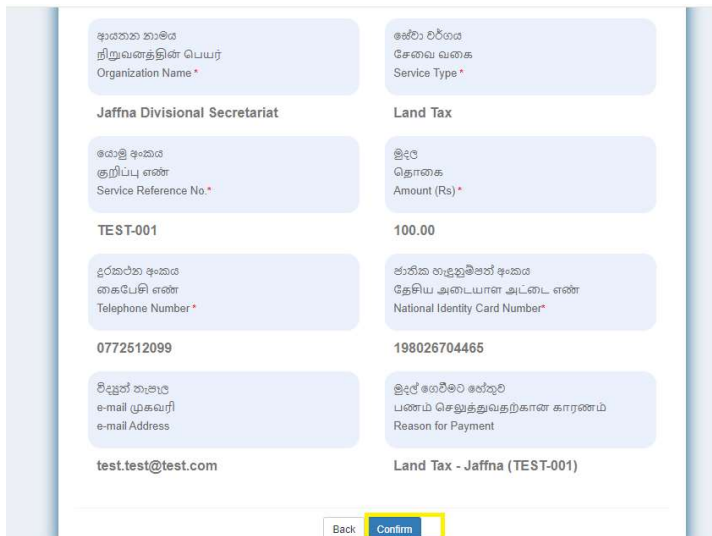 ආයතන නාමය
நிறுவனத்தின் பெயர்
Organization Name *
Jaffna Divisional Secretariat
සේවා වර්ගය
சேவை வகை
Service Type *
Land Tax
යොමු අංකය
குறிப்பு எண்
Service Reference No.*
TEST-001
මුදල
தொகை
Amount (Rs) *
100.00
දුරකථන අංකය
கைபேசி எண்
Telephone Number *
0772512099
ජාතික හැඳුනුම්පත් අංකය
தேசிய அடையாள அட்டை எண்
National Identity Card Number*
198026704465
විද්‍යුත් තැපැල
e-mail முகவரி
e-mail Address
test.test@test.com
මුදල් ගෙවීමට හේතුව
பணம் செலுத்துவதற்கான காரணம்
Reason for Payment
Land Tax - Jaffna (TEST-001)
Back
Confirm